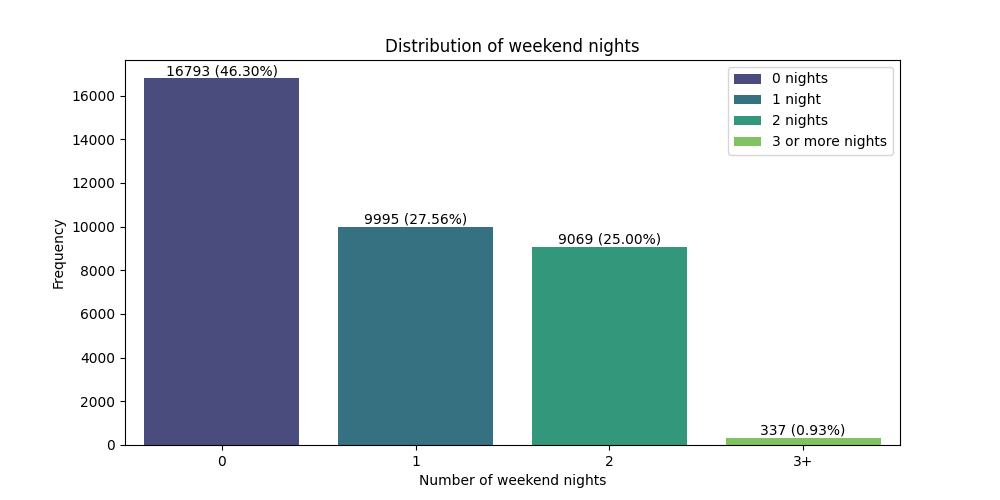 Distribution of weekend nights
16793 (46.30%)
9995 (27.56%)
9069 (25.00%)
337 (0.93%)
0 nights
1 night
2 nights
3 or more nights
Frequency
16000
14000
12000
10000
8000
6000
4000
2000
0
0 1 2 3+
Number of weekend nights